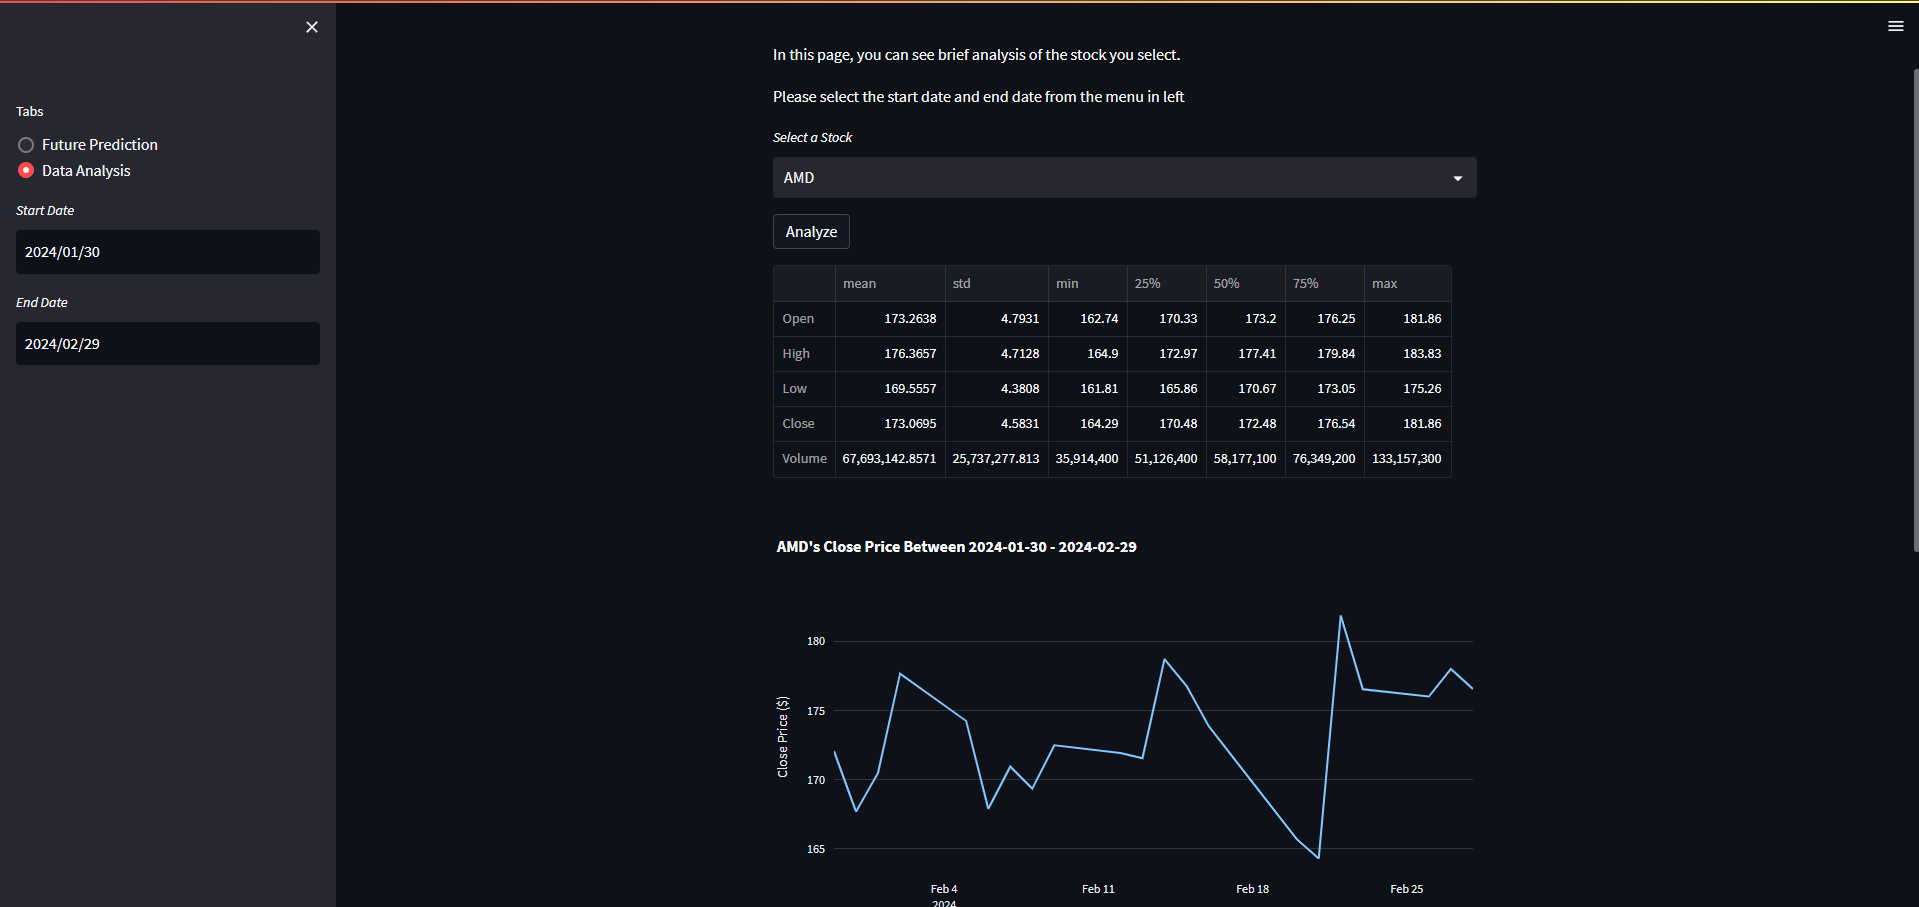 Tabs
Future Prediction
Data Analysis
Start Date
2024/01/30
End Date
2024/02/29
In this page, you can see brief analysis of the stock you select.
Please select the start date and end date from the menu in left
Select a Stock
AMD
Analyze
mean std min 25% 50% 75% max
Open 173.2638 4.7931 162.74 170.33 173.2 176.25 181.86
High 176.3657 4.7128 164.9 172.97 177.41 179.84 183.83
Low 169.5557 4.3808 161.81 165.86 170.67 173.05 175.26
Close 173.0695 4.5831 164.29 170.48 172.48 176.54 181.86
Volume 67,693,142.8571 25,737,277.813 35,914,400 51,126,400 58,177,100 76,349,200 133,157,300
AMD's Close Price Between 2024-01-30 - 2024-02-29
Close Price ($)
180
175
170
165
Feb 4 Feb 11 Feb 18 Feb 25
2024